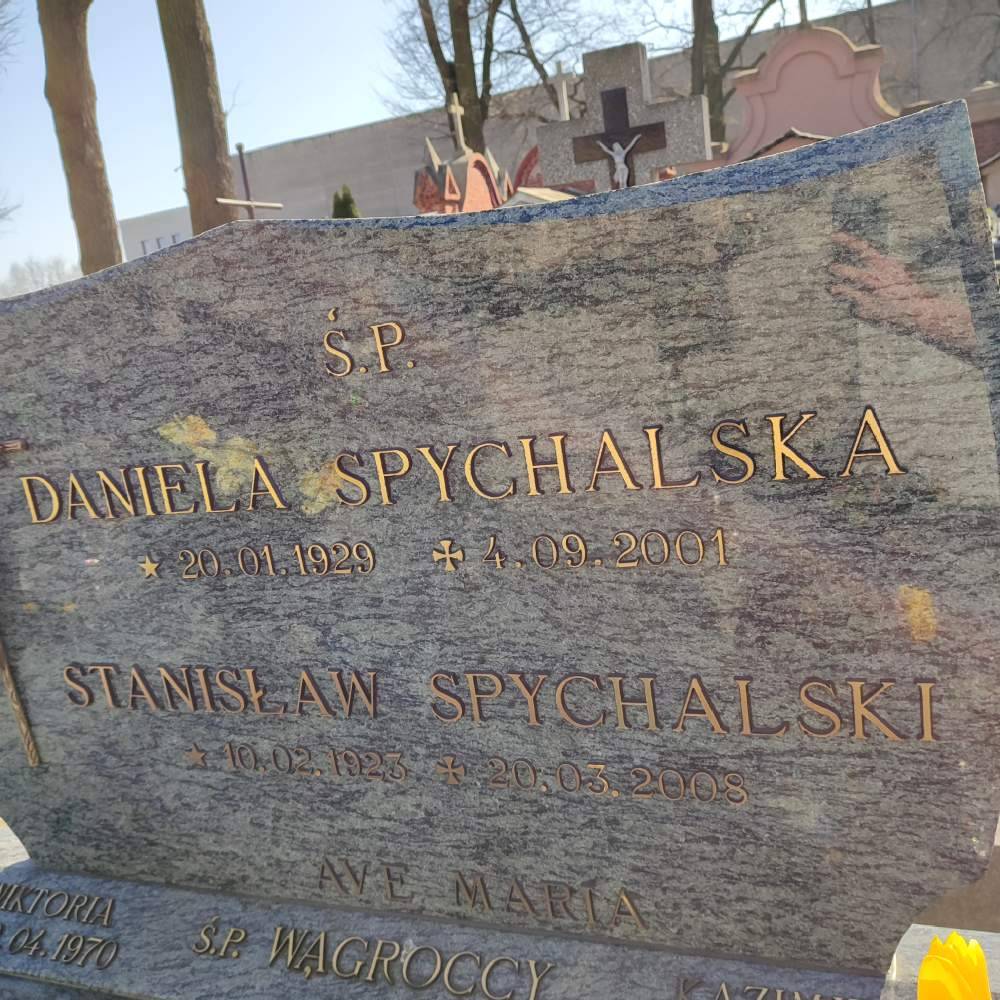 Ś.P.
DANIELA SPYCHALSKA
★ 20.01.1929 ✠ 4.09.2001
STANISŁAW SPYCHALSKI
★ 10.02.1923 ✠ 20.03.2008
AVE MARIA
WIKTORIA
04.1970
Ś.P. WĄGROCCY